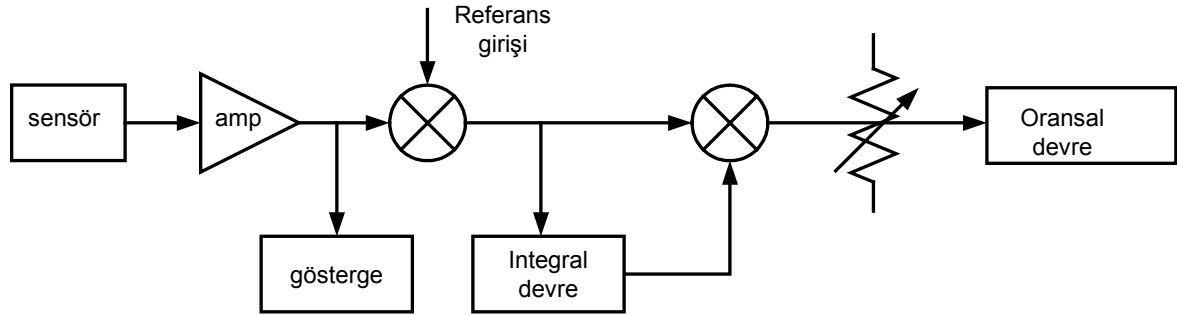 Referans
girişi
sensör
amp
Oransal
devre
gösterge
Integral
devre